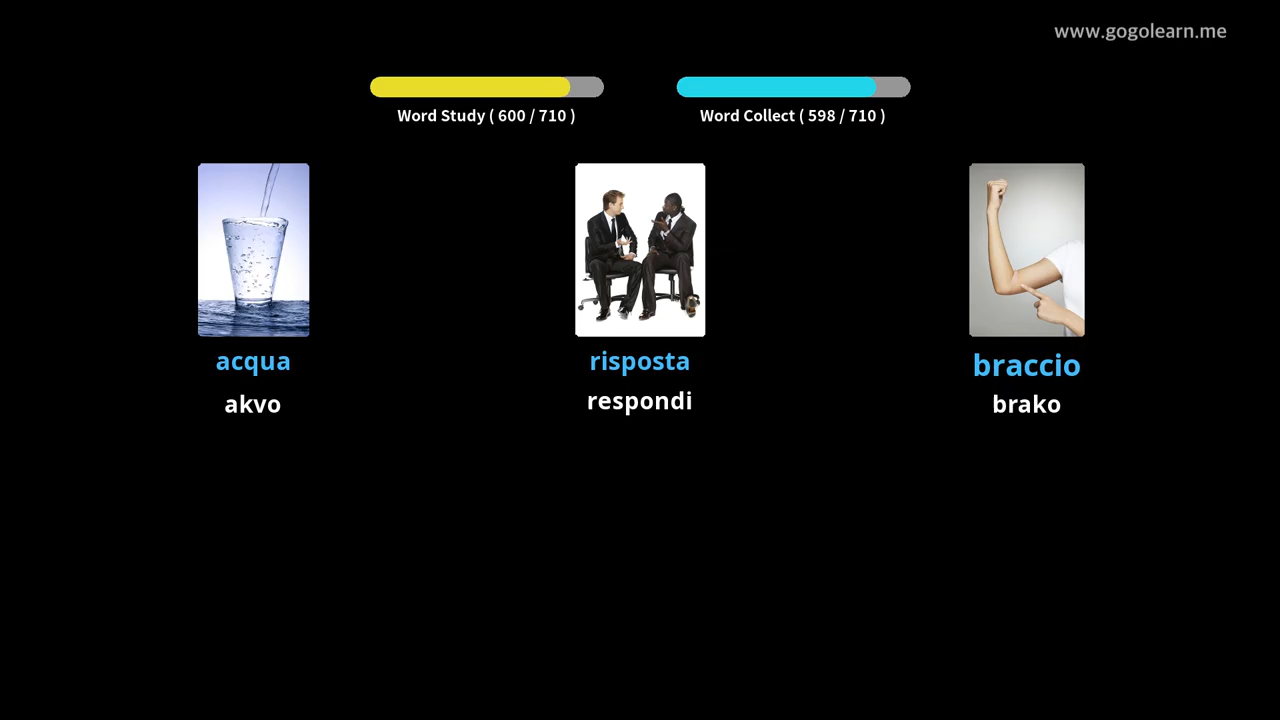 www.gogolearn.me
Word Study ( 600 / 710 )
Word Collect ( 598 / 710 )
acqua
akvo
risposta
respondi
braccio
brako